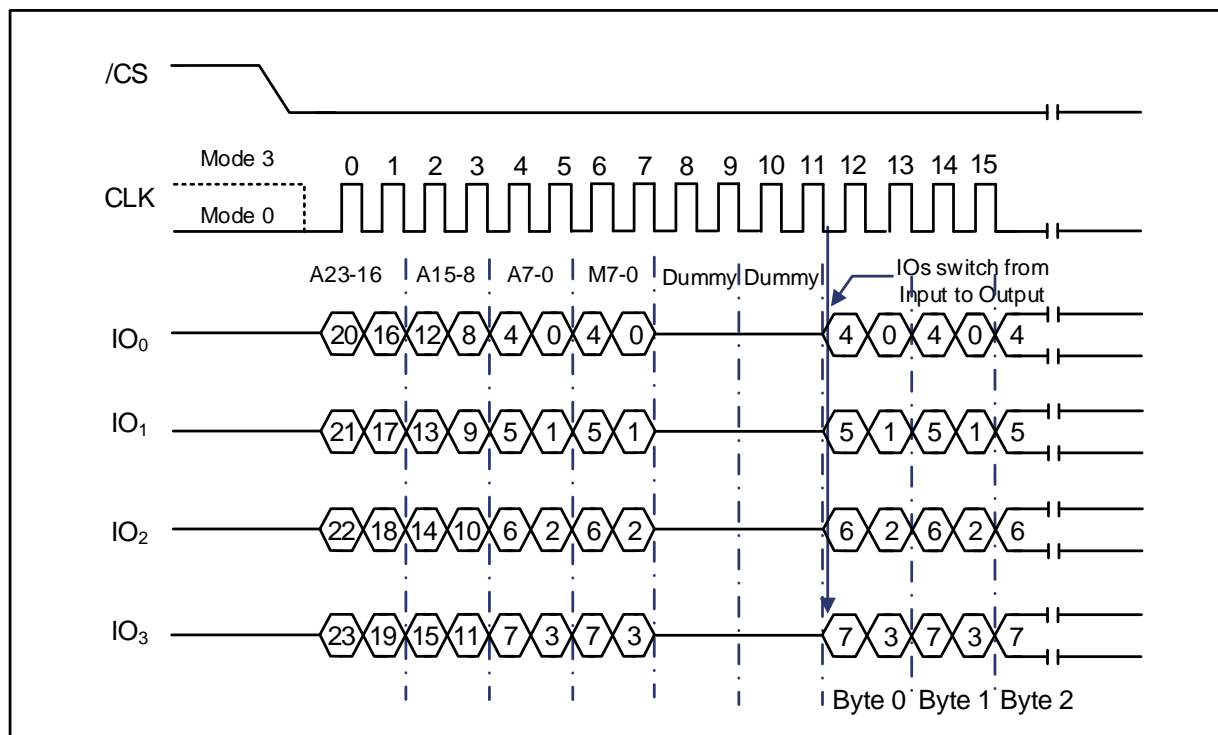 /CS
Mode 3
0 1 2 3 4 5 6 7 8 9 10 11 12 13 14 15
CLK
Mode 0
A23-16 A15-8 A7-0 M7-0 Dummy Dummy IOs switch from
Input to Output
IO0 20 16 12 8 4 0 4 0 4 0 4 0 4
IO1 21 17 13 9 5 1 5 1 5 1 5 1 5
IO2 22 18 14 10 6 2 6 2 6 2 6 2 6
IO3 23 19 15 11 7 3 7 3 7 3 7 3 7
Byte 0 Byte 1 Byte 2